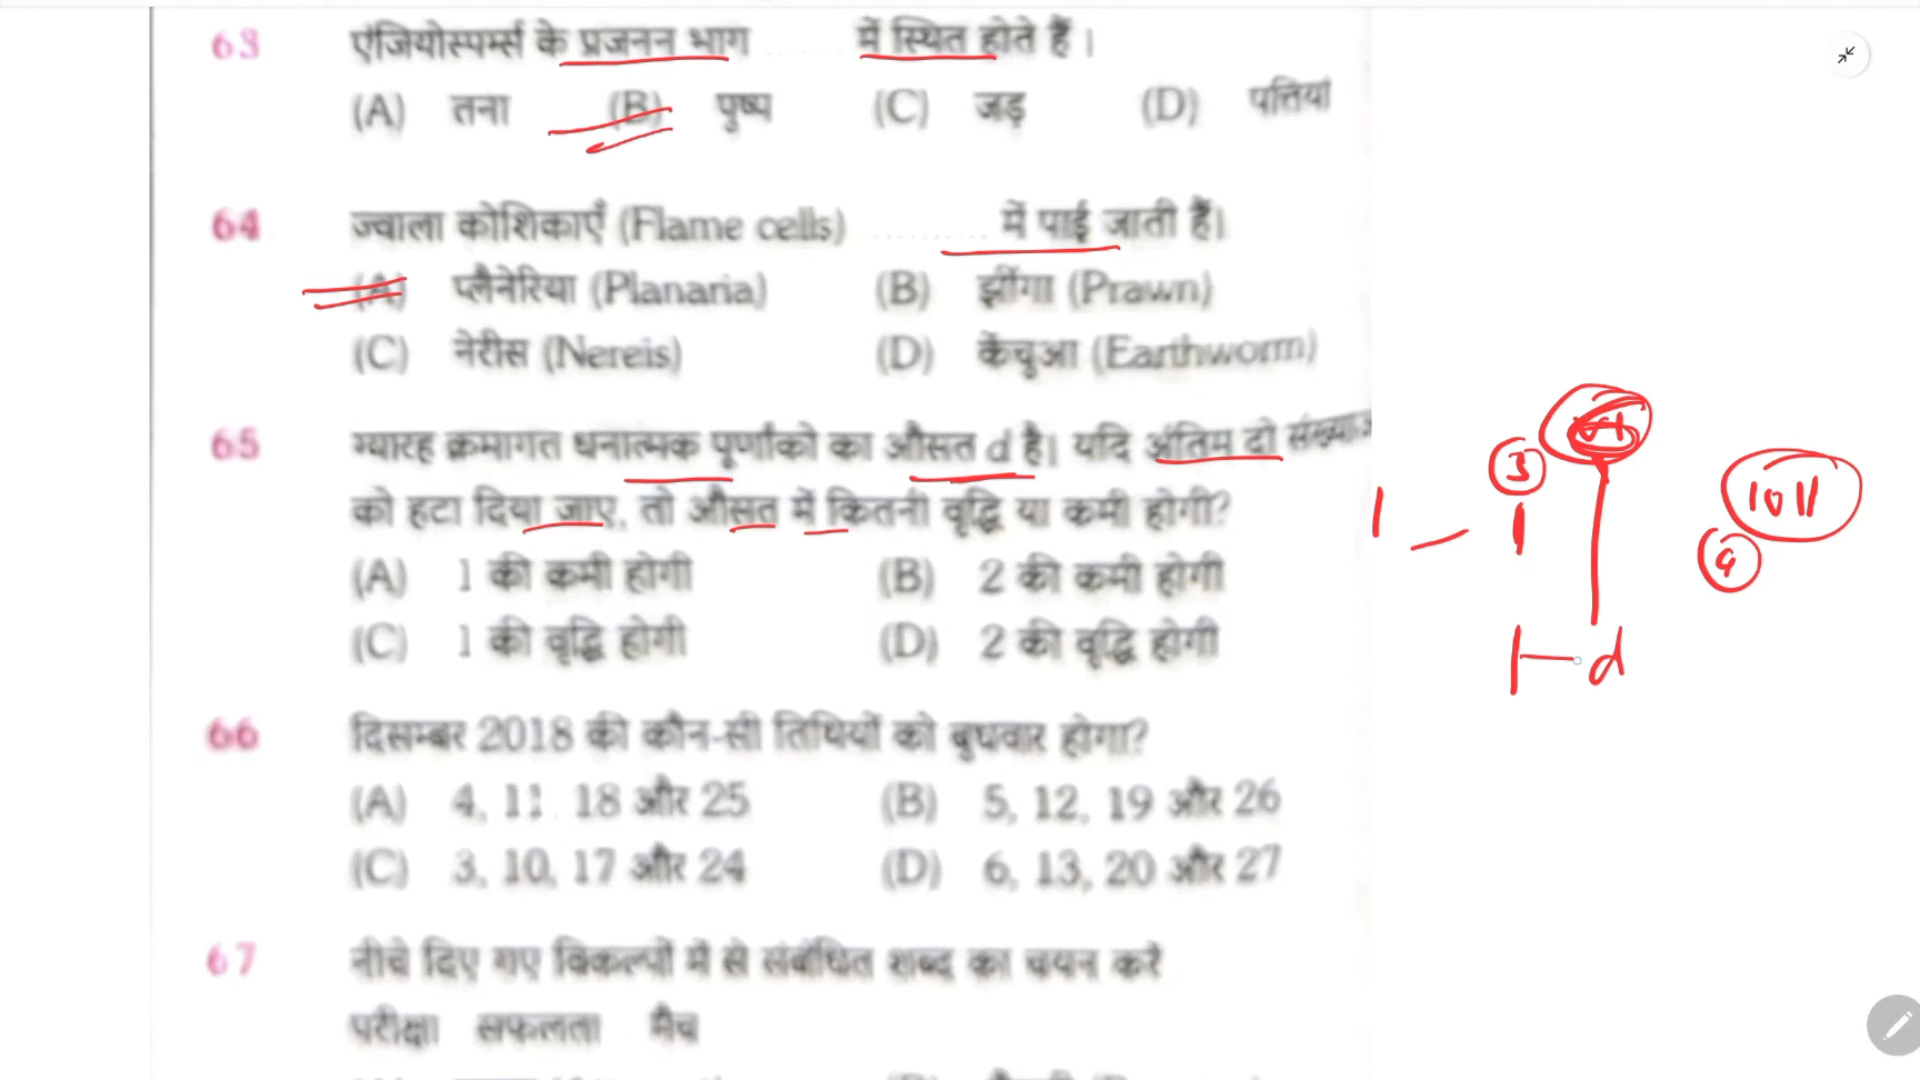 63 एंजियोस्पर्म्स के प्रजनन भाग ...... में स्थित होते हैं।
(A) तना (B) पुष्प (C) जड़ (D) पत्तियां
64 ज्वाला कोशिकाएँ (Flame cells) ......... में पाई जाती हैं।
(A) प्लैनेरिया (Planaria) (B) झींगा (Prawn)
(C) नेरीस (Nereis) (D) केंचुआ (Earthworm)
65 ग्यारह क्रमागत धनात्मक पूर्णांकों का औसत d है। यदि अंतिम दो
को हटा दिया जाए, तो औसत में कितनी वृद्धि या कमी होगी?
(A) 1 की कमी होगी (B) 2 की कमी होगी
(C) 1 की वृद्धि होगी (D) 2 की वृद्धि होगी
5
1 –
10 11
9
d
66 दिसम्बर 2018 की कौन-सी तिथियों को बुधवार होगा?
(A) 4, 11, 18 और 25 (B) 5, 12, 19 और 26
(C) 3, 10, 17 और 24 (D) 6, 13, 20 और 27
67 नीचे दिए गए विकल्पों में से संबंधित शब्द का चयन करें
परीक्षा सफलता मैच